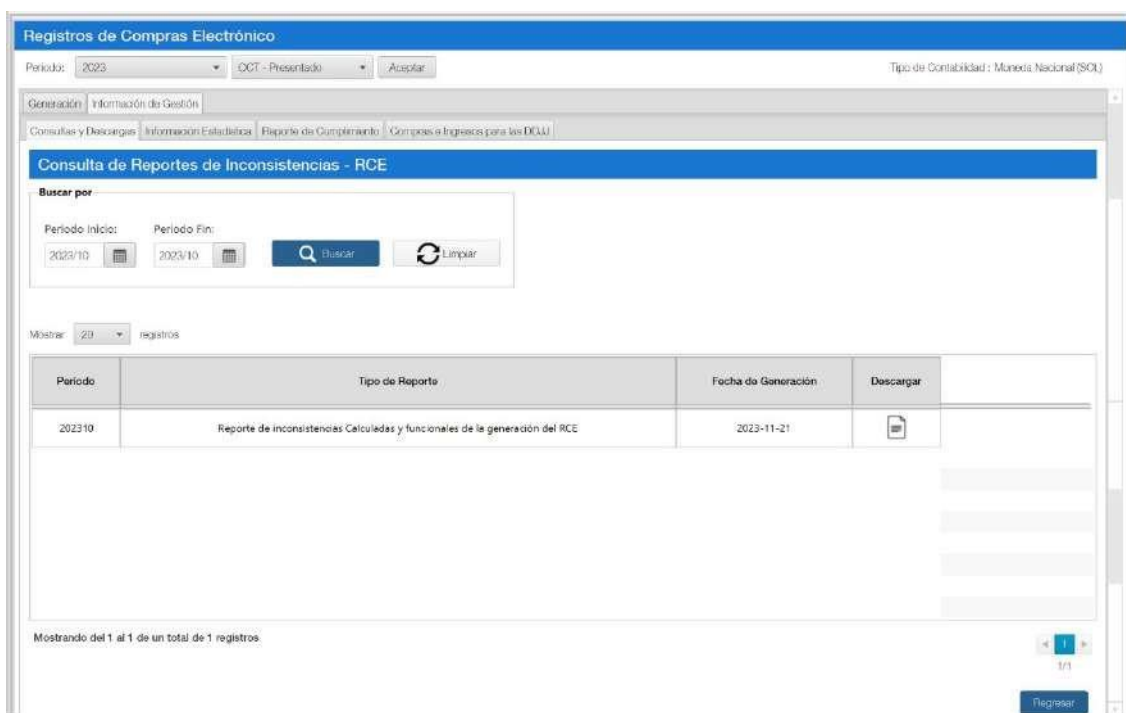 Registros de Compras Electrónico
Periodo: 2023 OCT - Presentado Aceptar Tipo de Contabilidad : Moneda Nacional (SOL)
Generación Información de Gestión
Consultas y Descargas Información Estadística Reporte de Cumplimiento Compras e Ingresos para las DDJJ
Consulta de Reportes de Inconsistencias - RCE
Buscar por
Periodo Inicio: Periodo Fin:
2023/10 2023/10 Buscar Limpiar
Mostrar 20 registros
Período Tipo de Reporte Fecha de Generación Descargar
202310 Reporte de inconsistencias Calculadas y funcionales de la generación del RCE 2023-11-21
Mostrando del 1 al 1 de un total de 1 registros
1
1/1
Regresar